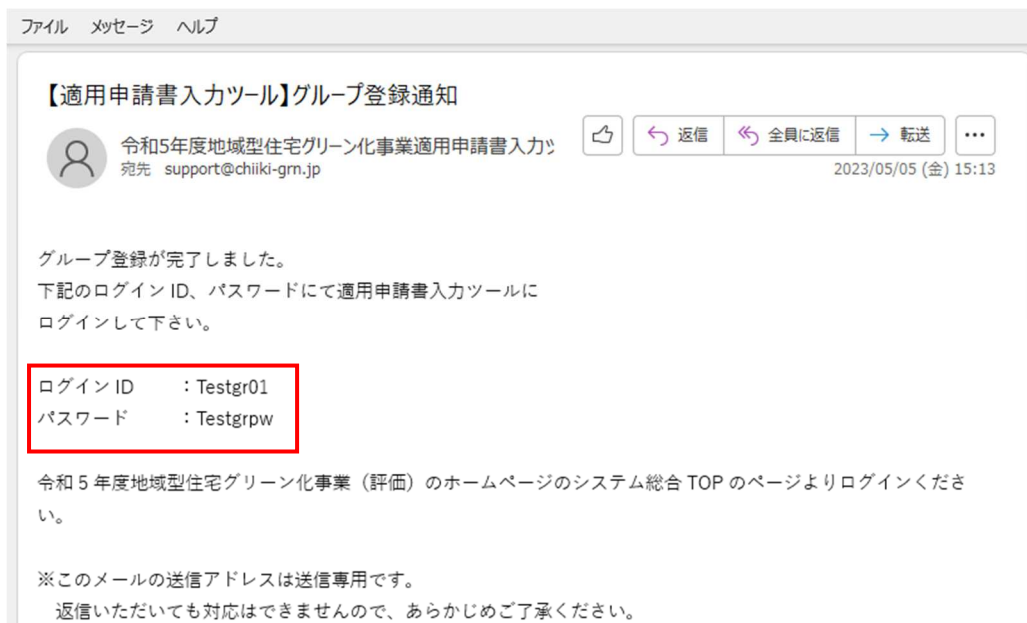 ファイル メッセージ ヘルプ
【適用申請書入力ツール】グループ登録通知
令和5年度地域型住宅グリーン化事業適用申請書入力ツ
返信 全員に返信 転送
宛先 support@chiiki-grn.jp
2023/05/05 (金) 15:13
グループ登録が完了しました。
下記のログイン ID、パスワードにて適用申請書入力ツールに
ログインして下さい。
ログイン ID ：Testgr01
パスワード ：Testgrpw
令和 5 年度地域型住宅グリーン化事業（評価）のホームページのシステム総合 TOP のページよりログインくださ
い。
※このメールの送信アドレスは送信専用です。
返信いただいても対応はできませんので、あらかじめご了承ください。